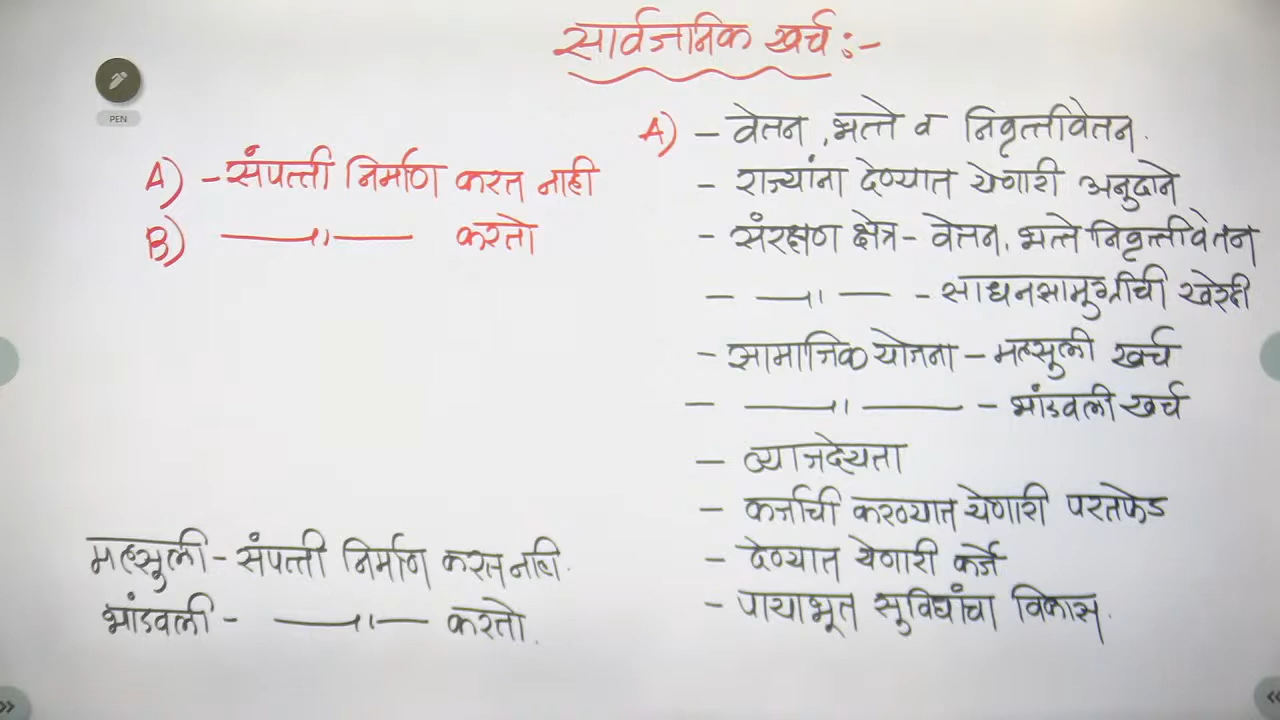 सार्वजनिक खर्च :-
PEN
A) - संपत्ती निर्माण करत नाही
B) —〃— करतो
A) - वेतन, भत्ते व निवृत्तीवेतन.
- राज्यांना देण्यात येणारी अनुदाने
- संरक्षण क्षेत्र - वेतन, भत्ते निवृत्तीवेतन
- —〃— - साधनसामुग्रीची खरेदी
- सामाजिक योजना - महसुली खर्च
- —〃— - भांडवली खर्च
- व्याजदेयता
- कर्जाची करण्यात येणारी परतफेड
- देण्यात येणारी कर्जे
- पायाभूत सुविधांचा विकास.
महसुली - संपत्ती निर्माण करत नाही.
भांडवली - —〃— करतो.